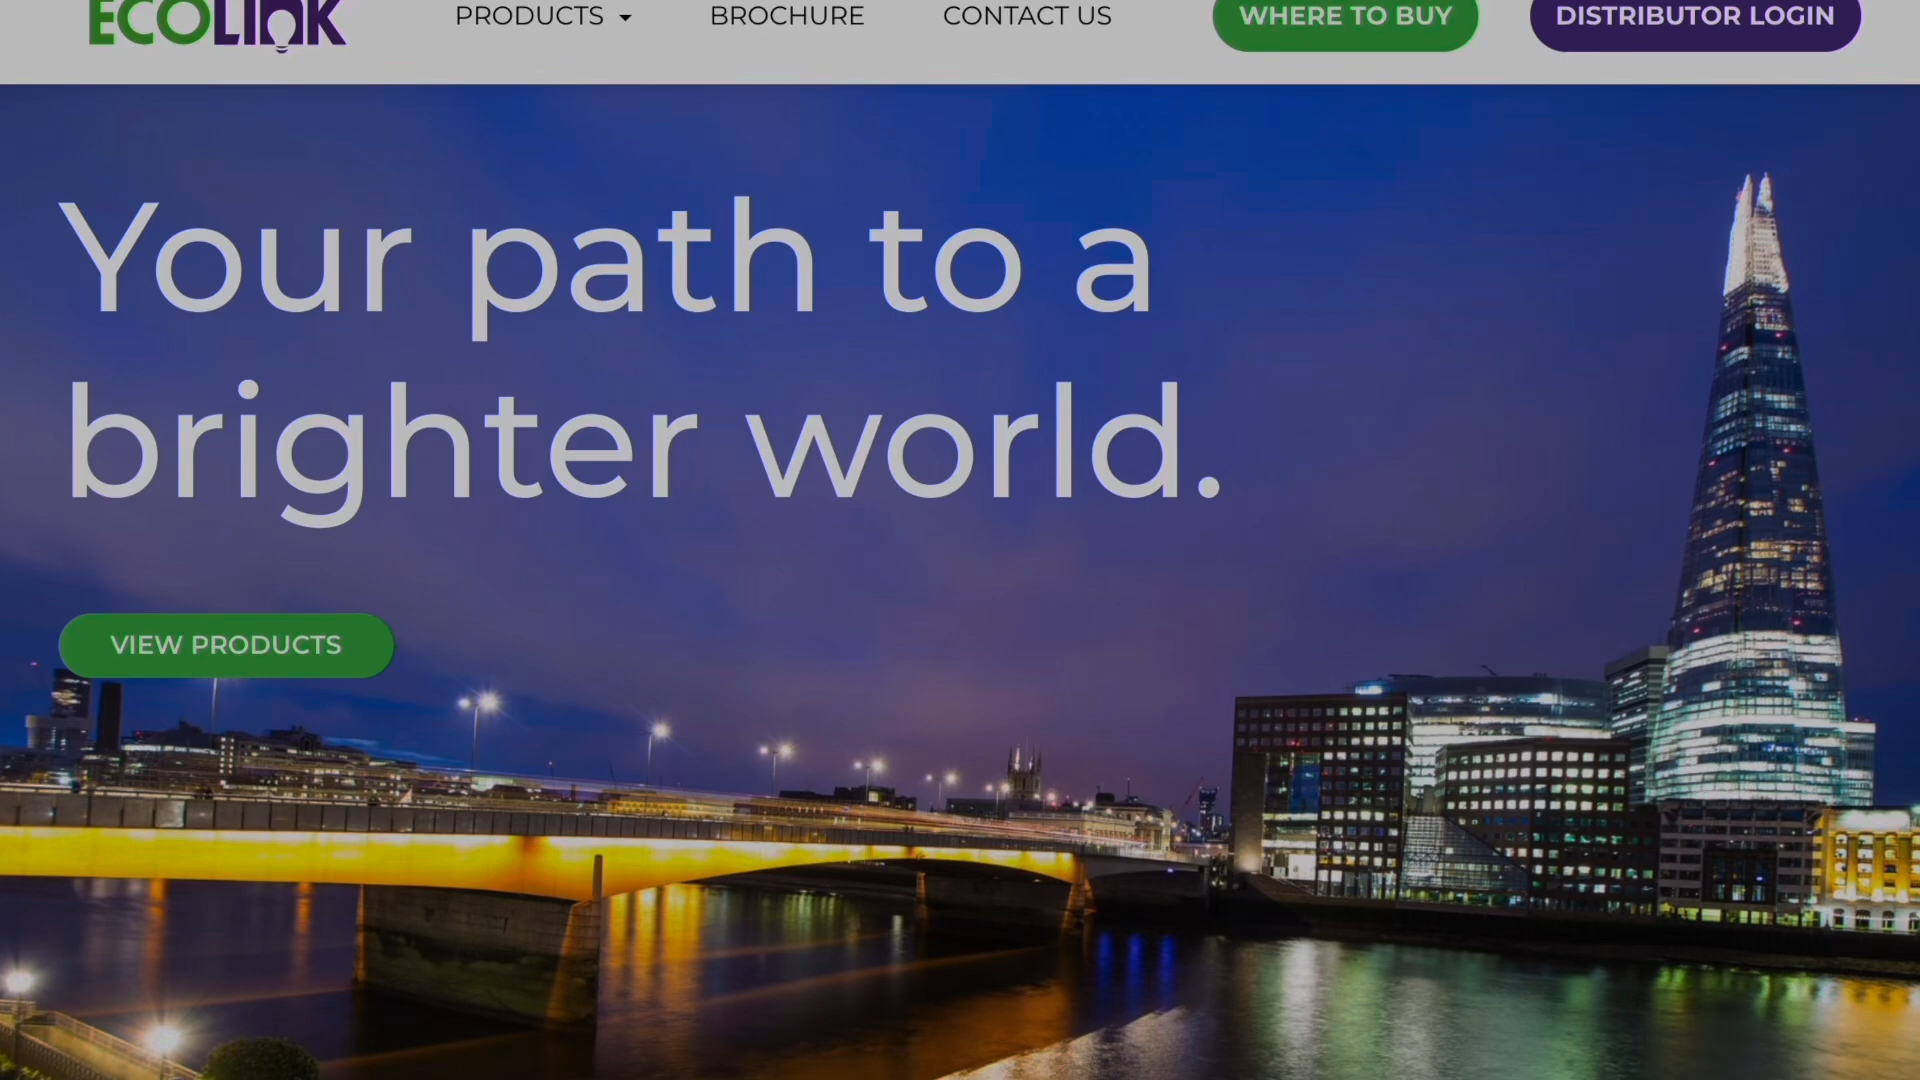 ECOLINK
PRODUCTS
BROCHURE
CONTACT US
WHERE TO BUY
DISTRIBUTOR LOGIN
Your path to a
brighter world.
VIEW PRODUCTS